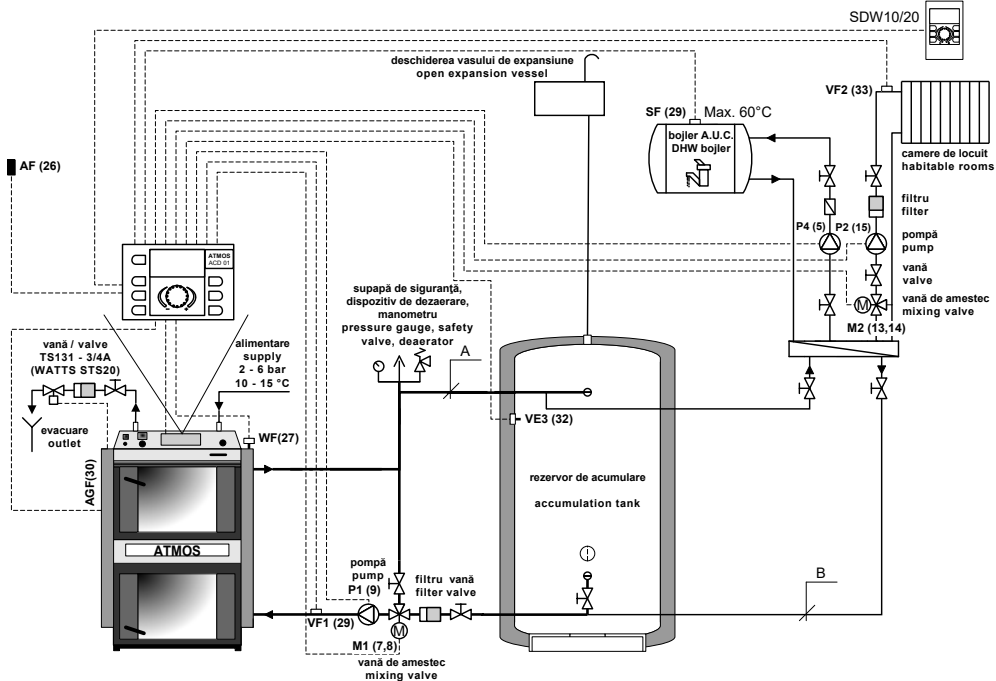 SDW10/20
deschiderea vasului de expansiune
open expansion vessel
VF2 (33)
SF (29)
Max. 60°C
bojler A.U.C.
DHW bojler
camere de locuit
habitable rooms
AF (26)
filtru
filter
P4 (5)
P2 (15)
pompă
pump
ATMOS
ACD 01
vană
valve
supapă de siguranţă,
dispozitiv de dezaerare,
manometru
pressure gauge, safety
valve, deaerator
M
vană de amestec
mixing valve
M2 (13,14)
vană / valve
TS131 - 3/4A
(WATTS STS20)
alimentare
supply
2 - 6 bar
10 - 15 °C
A
evacuare
outlet
WF(27)
VE3 (32)
AGF(30)
rezervor de acumulare
accumulation tank
ATMOS
pompă
pump
P1 (9)
filtru vană
filter valve
B
VF1 (29)
M
M1 (7,8)
vană de amestec
mixing valve